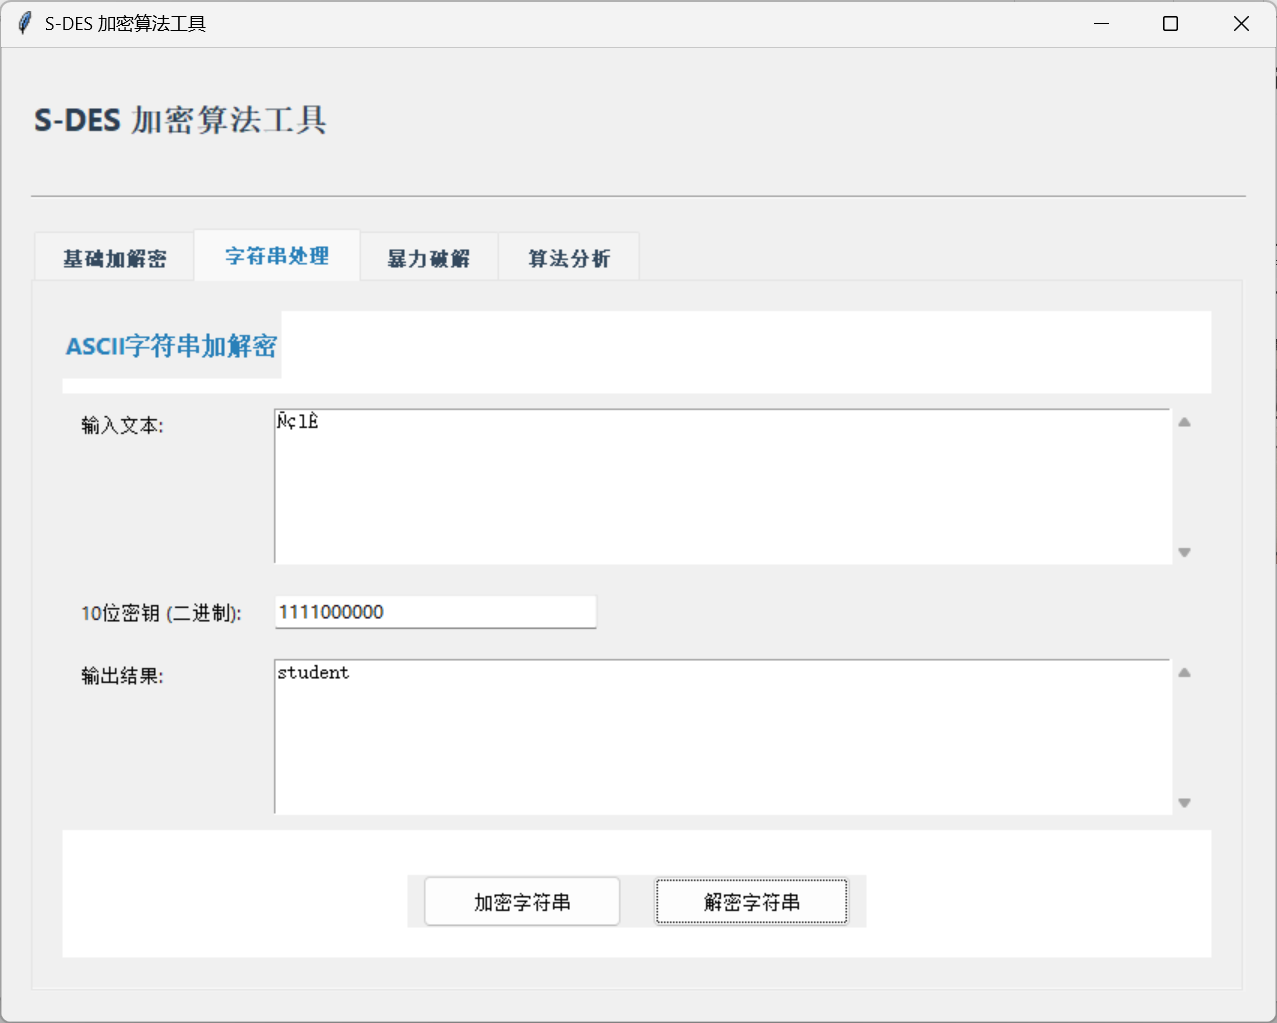 S-DES 加密算法工具
S-DES 加密算法工具
基础加解密 字符串处理 暴力破解 算法分析
ASCII字符串加解密
输入文本: ÑçlÈ
10位密钥 (二进制): 1111000000
输出结果: student
加密字符串 解密字符串